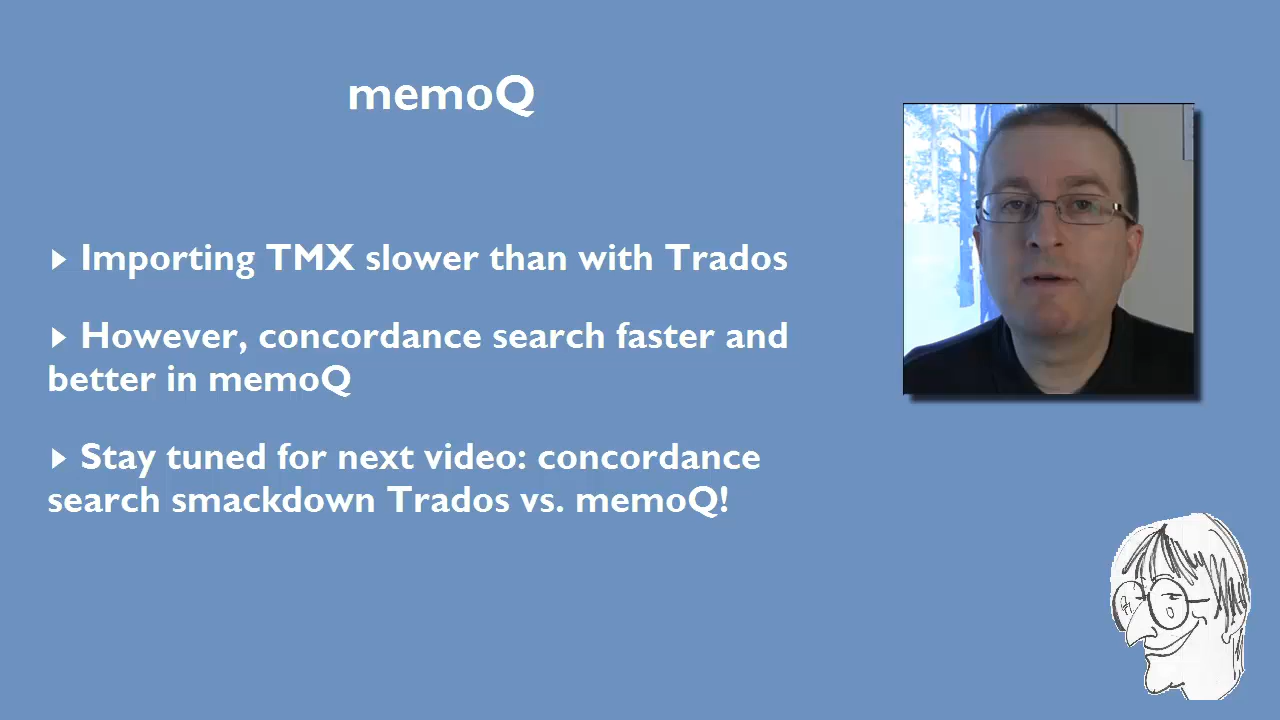 memoQ
▸ Importing TMX slower than with Trados
▸ However, concordance search faster and
better in memoQ
▸ Stay tuned for next video: concordance
search smackdown Trados vs. memoQ!